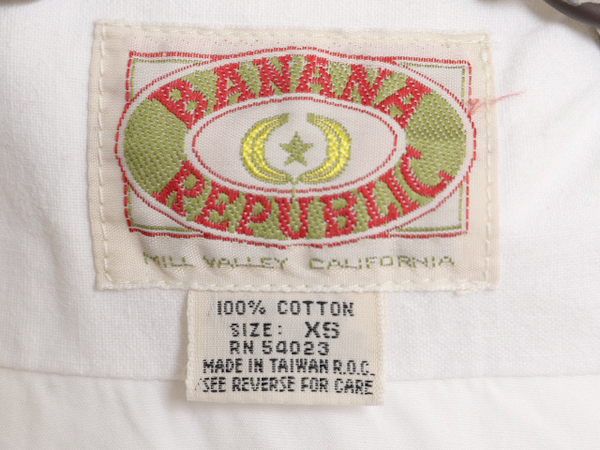 BANANA
REPUBLIC
MILL VALLEY CALIFORNIA
100% COTTON
SIZE: XS
RN 54023
MADE IN TAIWAN R.O.C.
SEE REVERSE FOR CARE